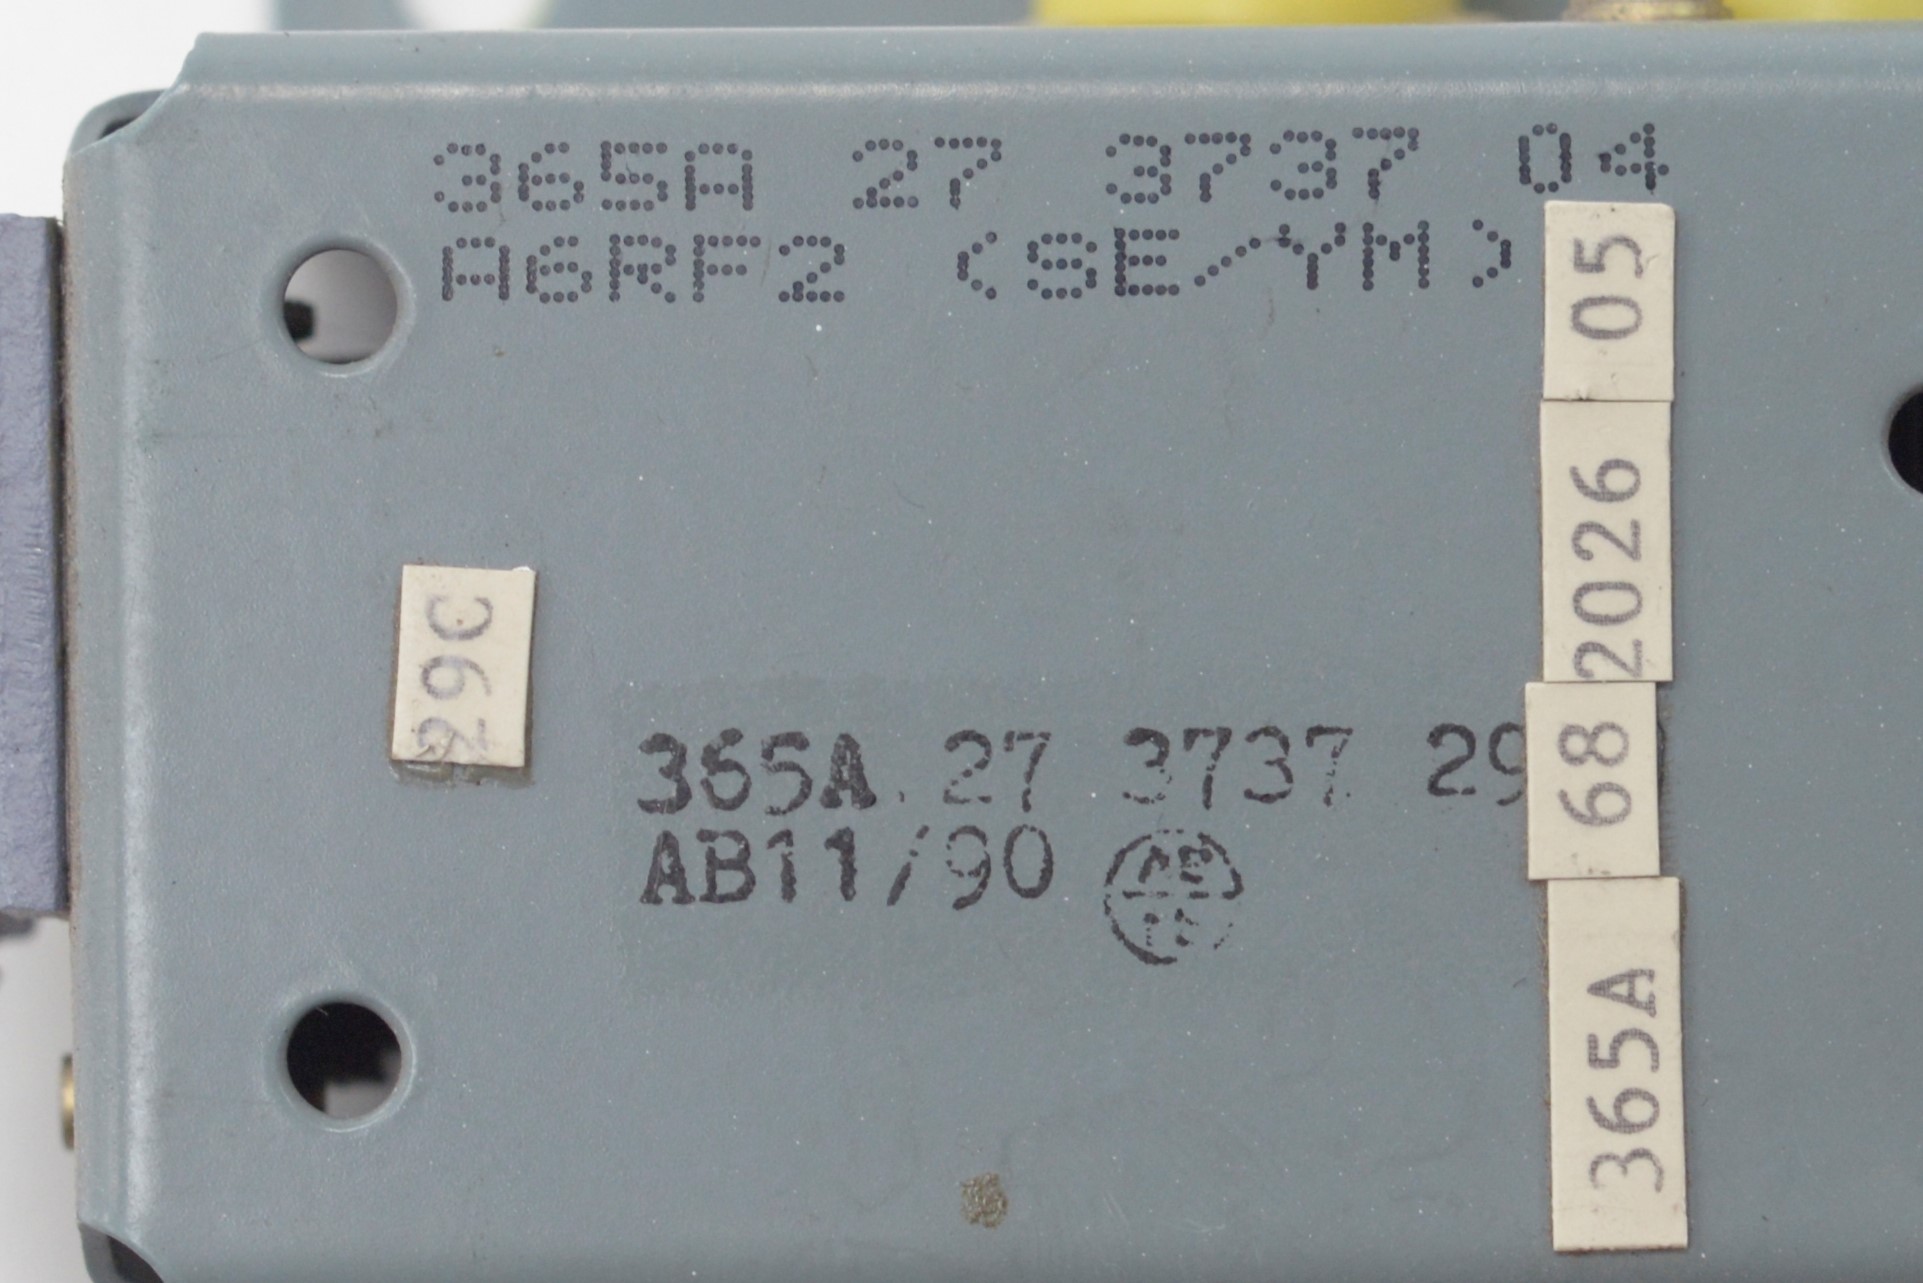 365A 27 3737 04
A6RF2 (SE/YM)
29C
365A 27 3737 29
AB11/90
365A 68 2026 05